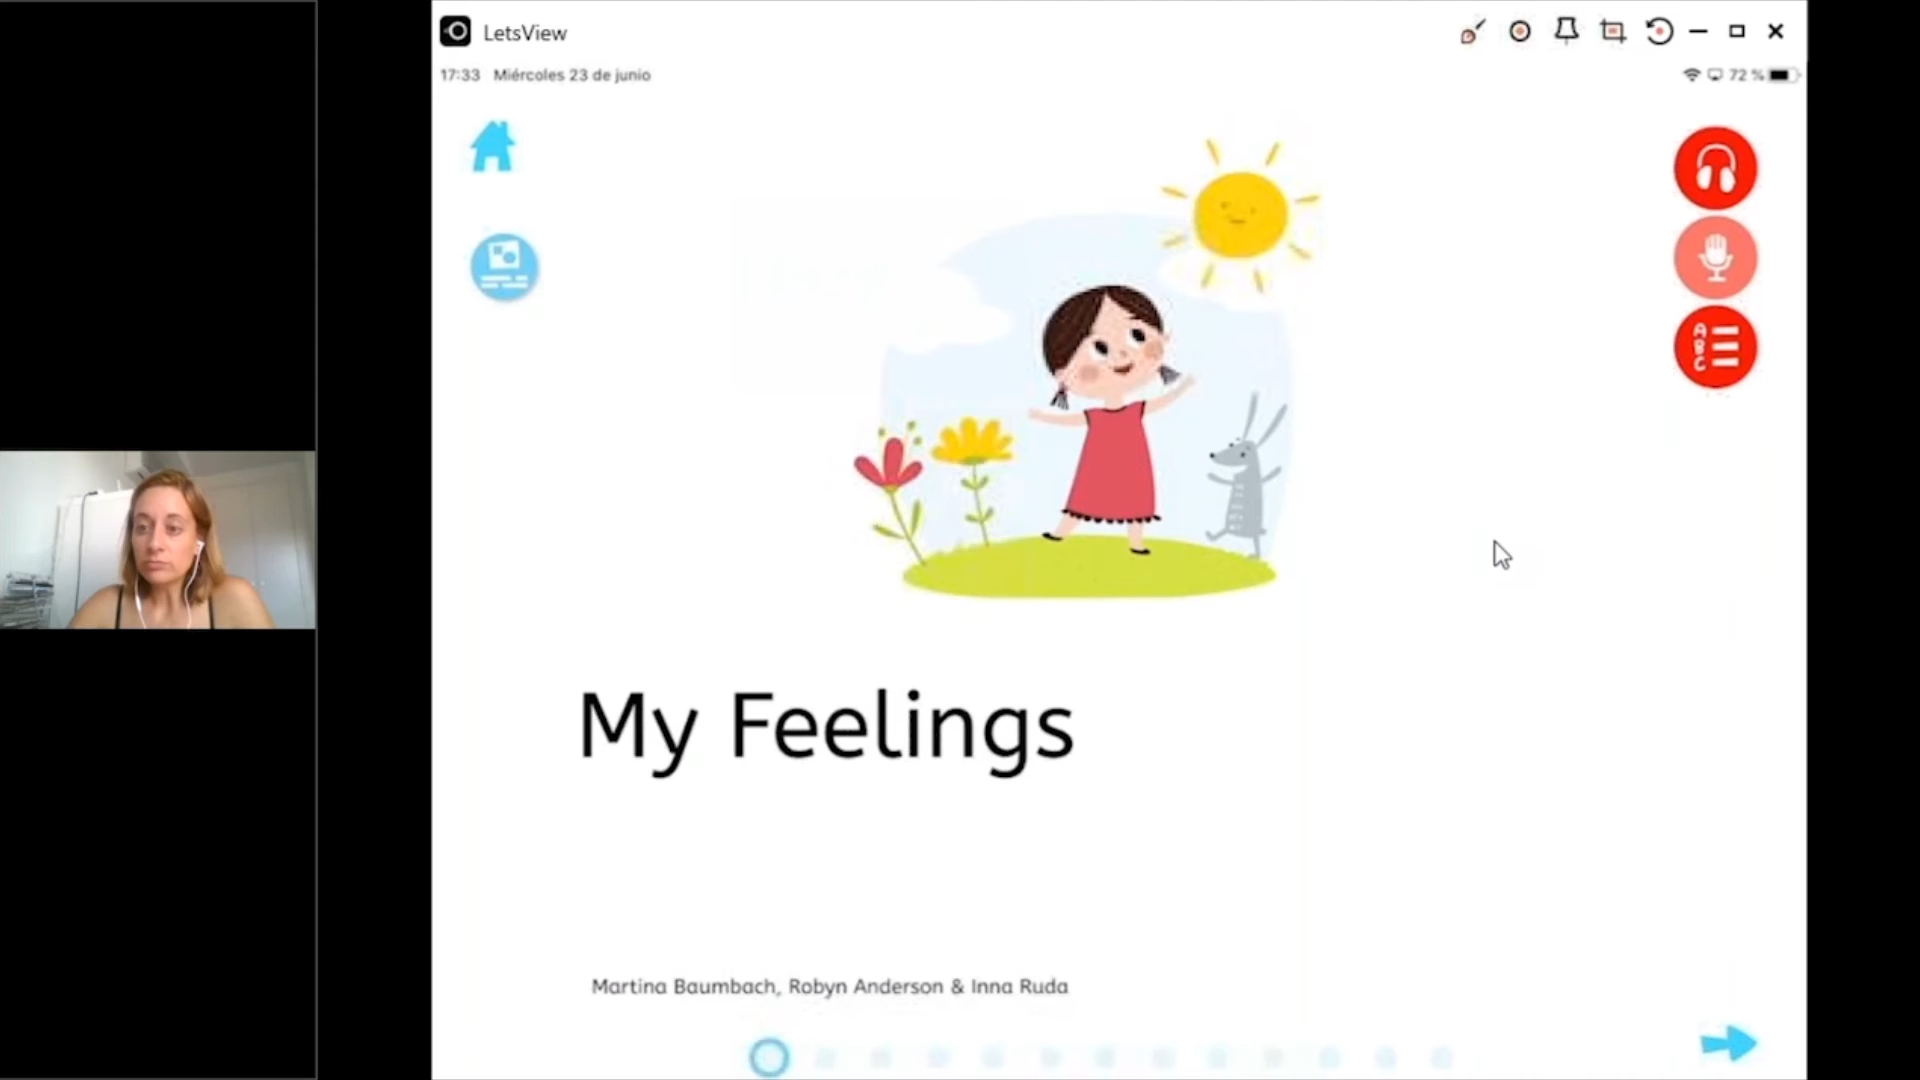 LetsView
17:33 Miércoles 23 de junio
72 %
A
B
C
My Feelings
Martina Baumbach, Robyn Anderson & Inna Ruda